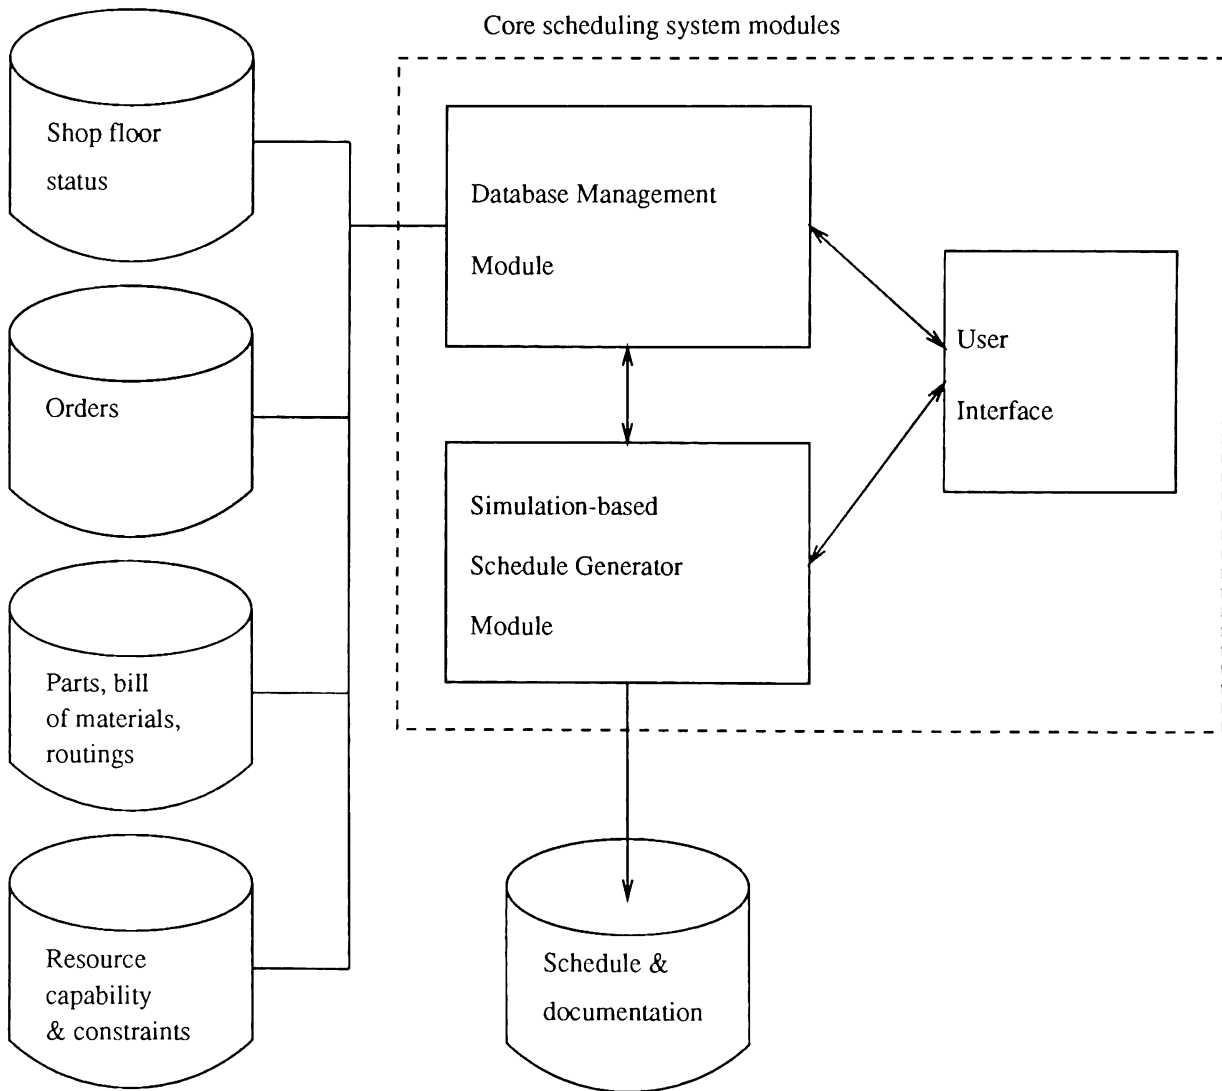 Core scheduling system modules
Shop floor
status
Orders
Parts, bill
of materials,
routings
Resource
capability
& constraints
Database Management
Module
Simulation-based
Schedule Generator
Module
User
Interface
Schedule &
documentation